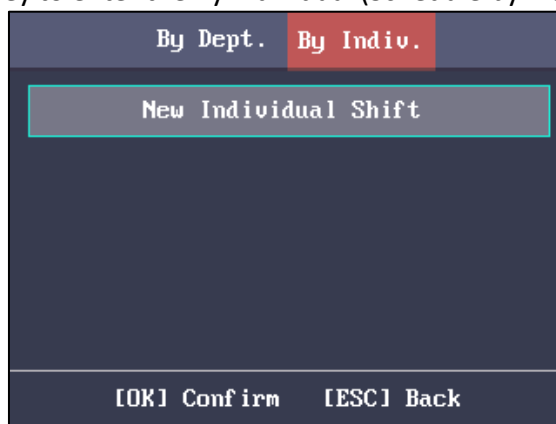 By Dept. By Indiv.
New Individual Shift
[OK] Confirm [ESC] Back